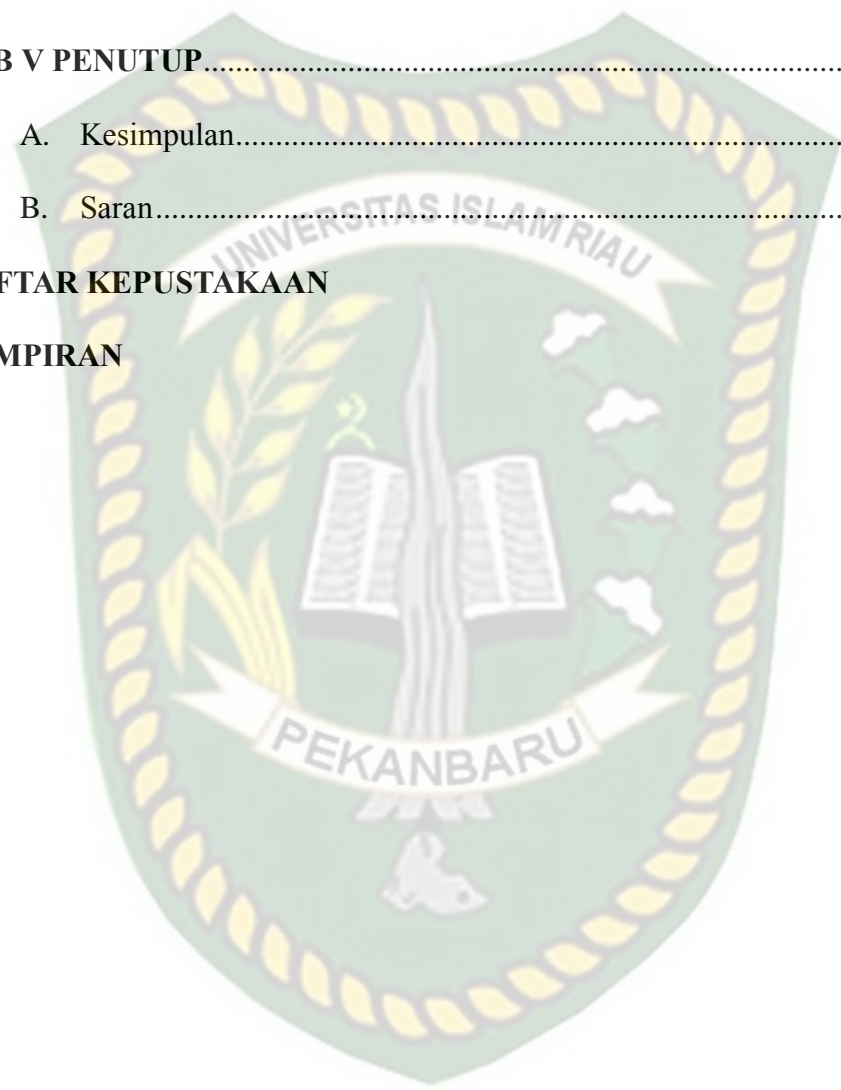 B V PENUTUP
A. Kesimpulan
B. Saran
FTAR KEPUSTAKAAN
MPIRAN
UNIVERSITAS ISLAM RIAU
PEKANBARU